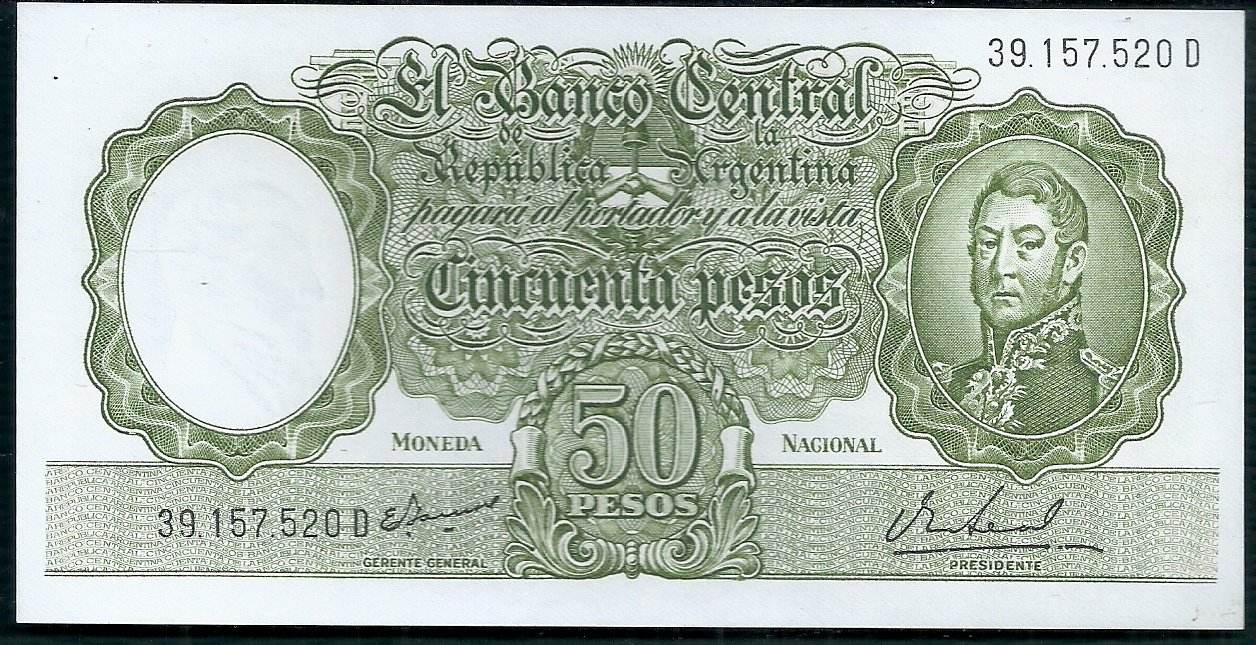 39.157.520 D
El Banco Central
de la
República Argentina
pagará al portador y a la vista
Cincuenta pesos
MONEDA NACIONAL
50
PESOS
39.157.520 D
GERENTE GENERAL
PRESIDENTE